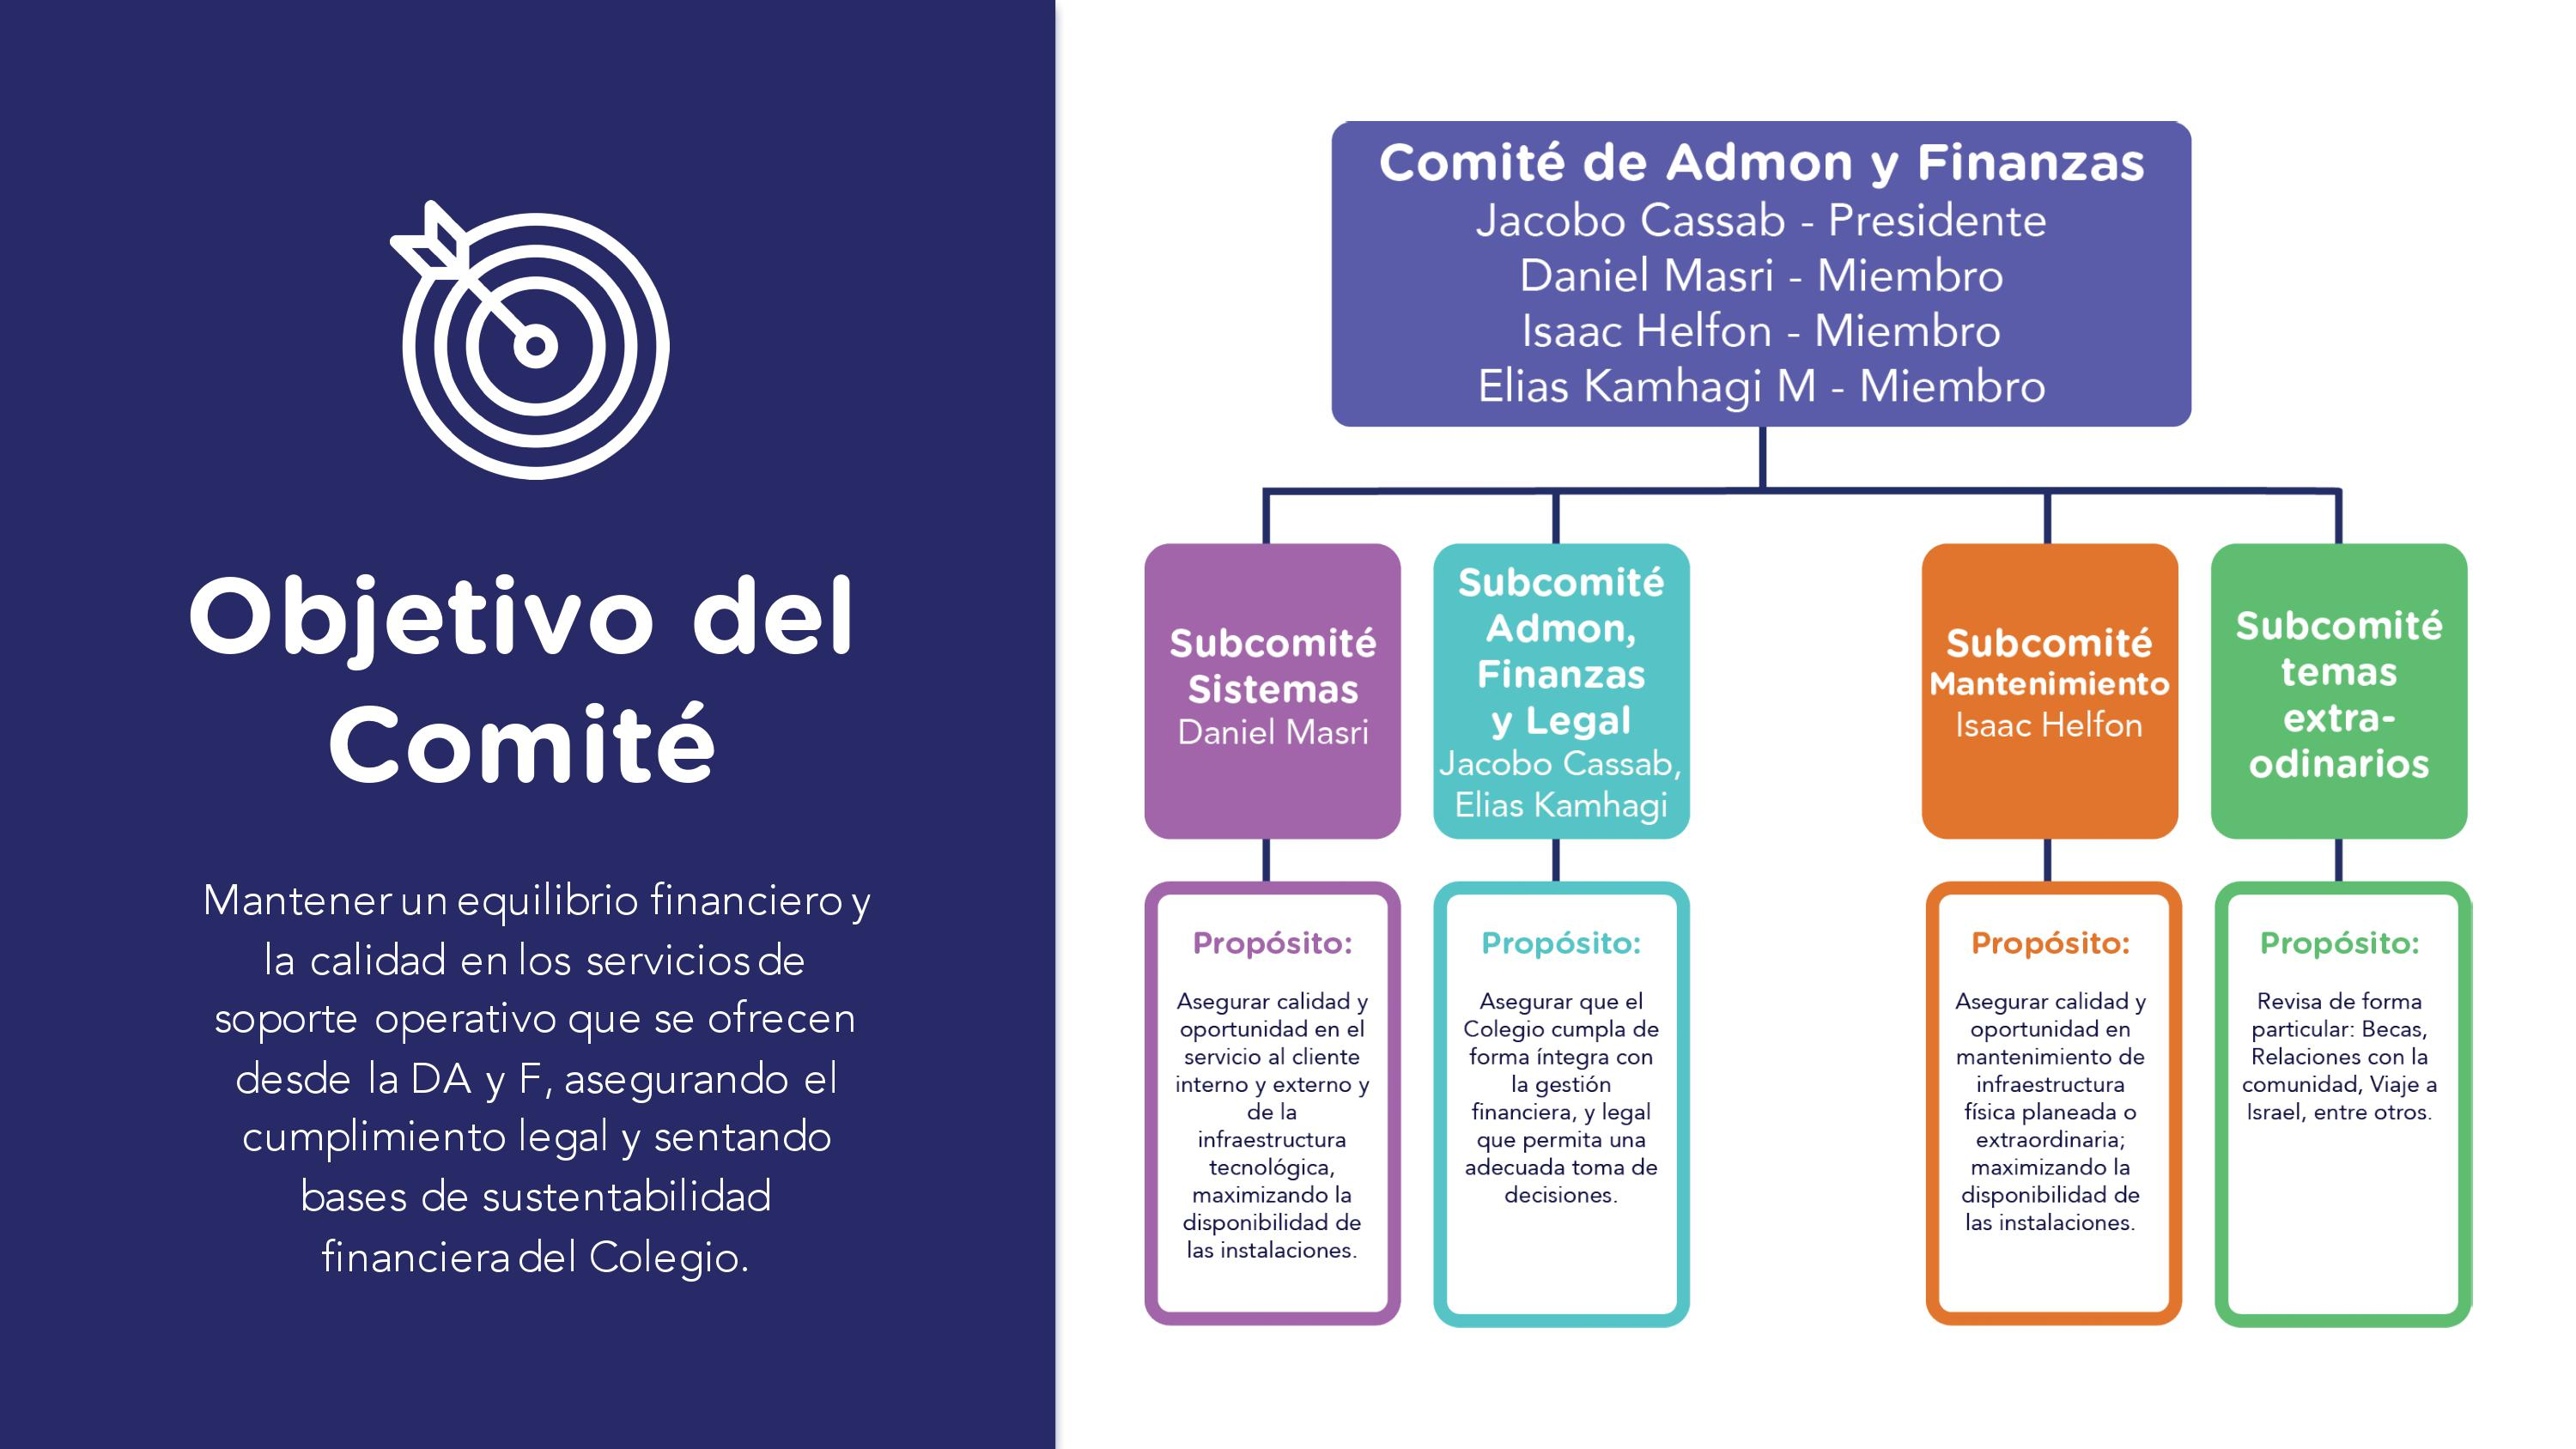 Objetivo del
Comité
Mantener un equilibrio financiero y
la calidad en los servicios de
soporte operativo que se ofrecen
desde la DA y F, asegurando el
cumplimiento legal y sentando
bases de sustentabilidad
financiera del Colegio.
Comité de Admon y Finanzas
Jacobo Cassab - Presidente
Daniel Masri - Miembro
Isaac Helfon - Miembro
Elias Kamhagi M - Miembro
Subcomité
Sistemas
Daniel Masri
Subcomité
Admon,
Finanzas
y Legal
Jacobo Cassab,
Elias Kamhagi
Subcomité
Mantenimiento
Isaac Helfon
Subcomité
temas
extra-
odinarios
Propósito:
Asegurar calidad y
oportunidad en el
servicio al cliente
interno y externo y
de la
infraestructura
tecnológica,
maximizando la
disponibilidad de
las instalaciones.
Propósito:
Asegurar que el
Colegio cumpla de
forma íntegra con
la gestión
financiera, y legal
que permita una
adecuada toma de
decisiones.
Propósito:
Asegurar calidad y
oportunidad en
mantenimiento de
infraestructura
física planeada o
extraordinaria;
maximizando la
disponibilidad de
las instalaciones.
Propósito:
Revisa de forma
particular: Becas,
Relaciones con la
comunidad, Viaje a
Israel, entre otros.